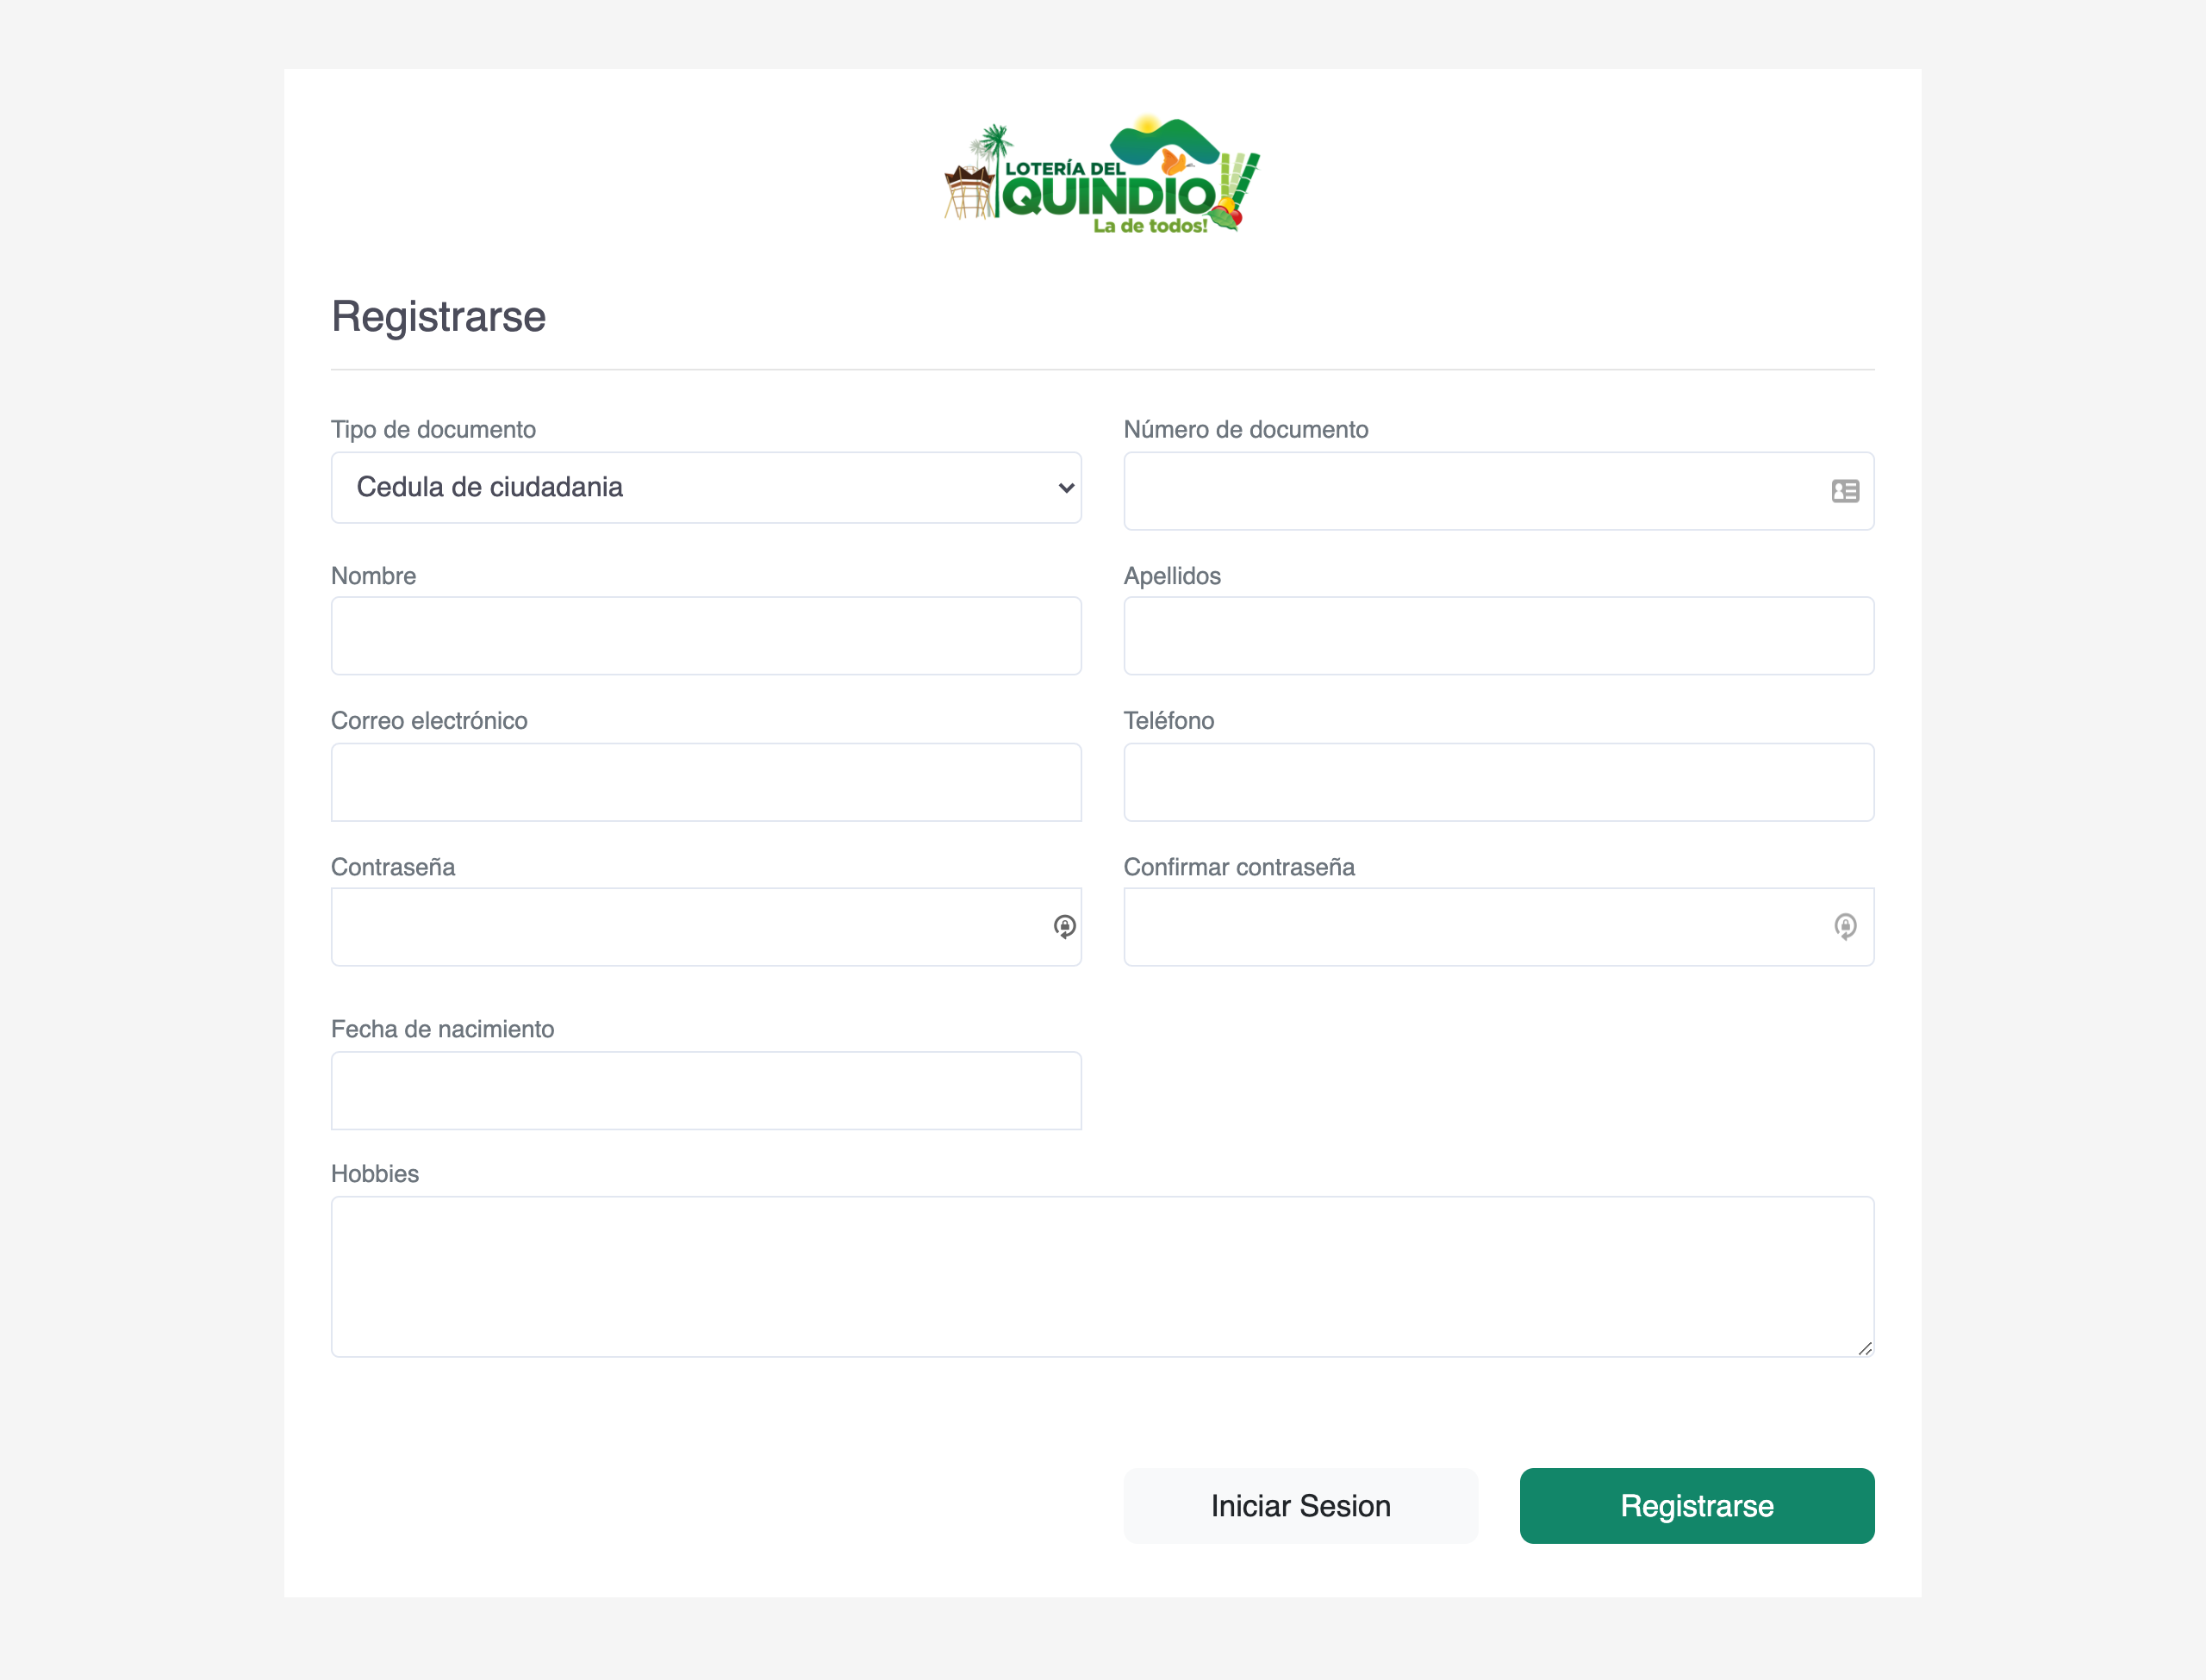 LOTERÍA DEL
QUINDÍO
La de todos!
Registrarse
Tipo de documento
Número de documento
Cedula de ciudadania
Nombre
Apellidos
Correo electrónico
Teléfono
Contraseña
Confirmar contraseña
Fecha de nacimiento
Hobbies
Iniciar Sesion
Registrarse